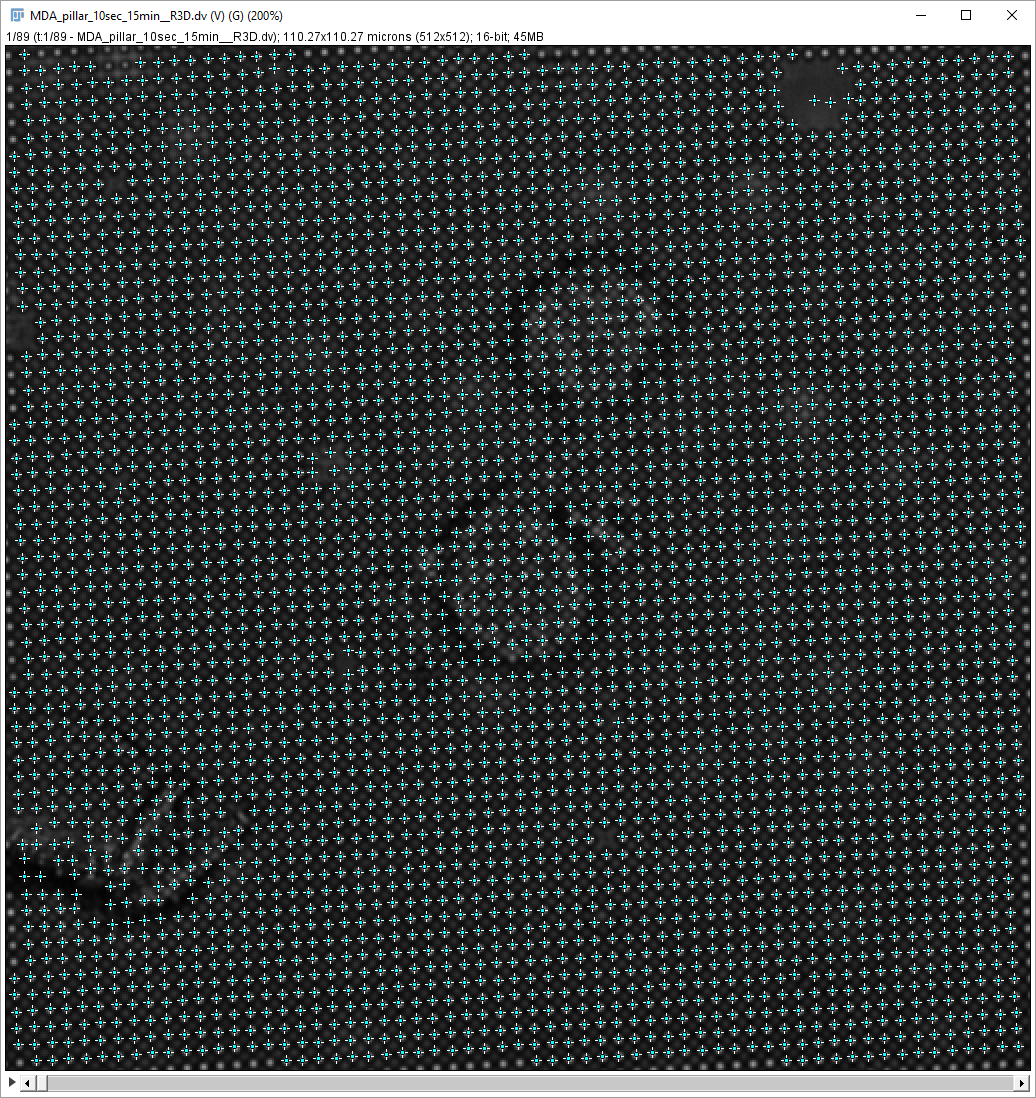 MDA_pillar_10sec_15min__R3D.dv (V) (G) (200%)
1/89 (t:1/89 - MDA_pillar_10sec_15min__R3D.dv); 110.27x110.27 microns (512x512); 16-bit; 45MB